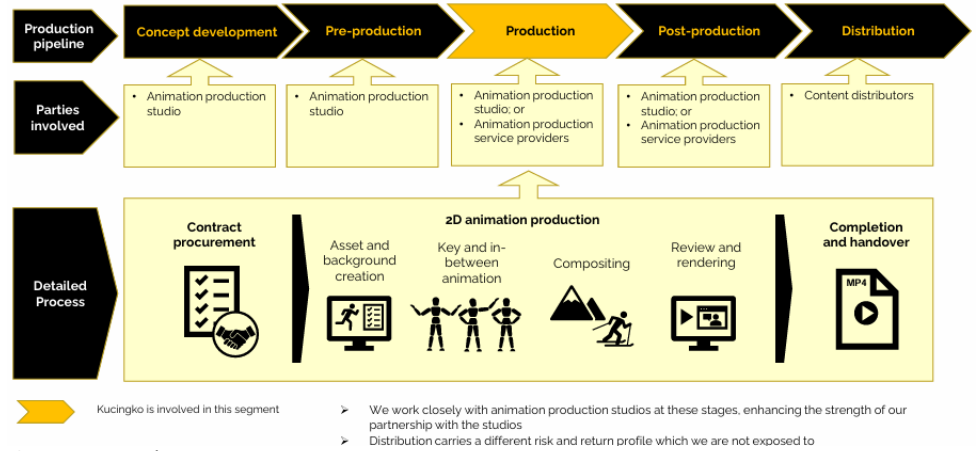 Production
pipeline
Concept development
Pre-production
Production
Post-production
Distribution
Parties
involved
• Animation production
studio
• Animation production
studio
• Animation production
studio; or
• Animation production
service providers
• Animation production
studio; or
• Animation production
service providers
• Content distributors
Detailed
Process
Contract
procurement
2D animation production
Asset and
background
creation
Key and in-
between
animation
Compositing
Review and
rendering
Completion
and handover
MP4
Kucingko is involved in this segment
➢ We work closely with animation production studios at these stages, enhancing the strength of our
partnership with the studios
➢ Distribution carries a different risk and return profile which we are not exposed to